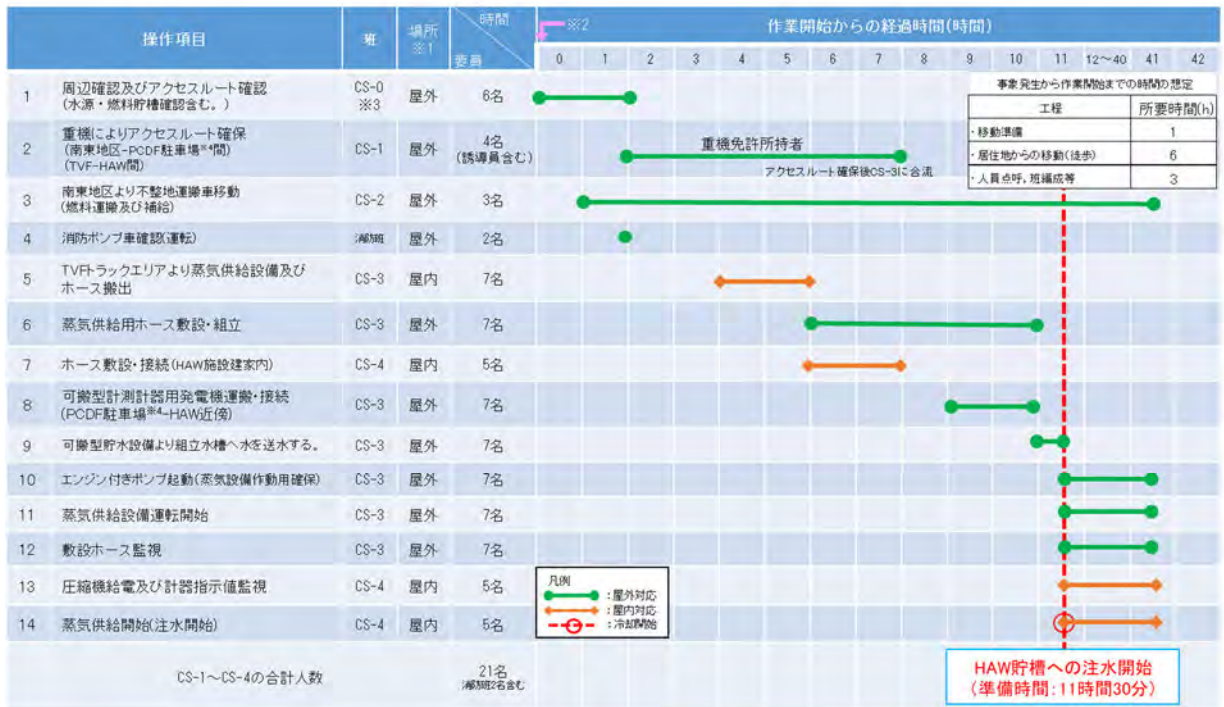 操作項目
班
場所
※1
時間
要員
※2
作業開始からの経過時間(時間)
0 1 2 3 4 5 6 7 8 9 10 11 12～40 41 42
事象発生から作業開始までの時間の想定
工程 所要時間(h)
・移動準備 1
・居住地からの移動(徒歩) 6
・人員点呼,班編成等 3
1 周辺確認及びアクセスルート確認
(水源・燃料貯槽確認含む。)
CS-0
※3
屋外 6名
2 重機によりアクセスルート確保
(南東地区-PCDF駐車場※4間)
(TVF-HAW間)
CS-1 屋外 4名
(誘導員含む)
重機免許所持者
アクセスルート確保後CS-3に合流
3 南東地区より不整地運搬車移動
(燃料運搬及び補給)
CS-2 屋外 3名
4 消防ポンプ車確認(運転) 消防班 屋外 2名
5 TVFトラックエリアより蒸気供給設備及び
ホース搬出
CS-3 屋内 7名
6 蒸気供給用ホース敷設・組立 CS-3 屋外 7名
7 ホース敷設・接続(HAW施設建家内) CS-4 屋内 5名
8 可搬型計測計器用発電機運搬・接続
(PCDF駐車場※4-HAW近傍)
CS-3 屋外 7名
9 可搬型貯水設備より組立水槽へ水を送水する。 CS-3 屋外 7名
10 エンジン付きポンプ起動(蒸気設備作動用確保) CS-3 屋外 7名
11 蒸気供給設備運転開始 CS-3 屋外 7名
12 敷設ホース監視 CS-3 屋外 7名
13 圧縮機給電及び計器指示値監視 CS-4 屋内 5名
14 蒸気供給開始(注水開始) CS-4 屋内 5名
凡例
:屋外対応
:屋内対応
:冷却開始
CS-1～CS-4の合計人数 21名
消防班2名含む
HAW貯槽への注水開始
(準備時間:11時間30分)